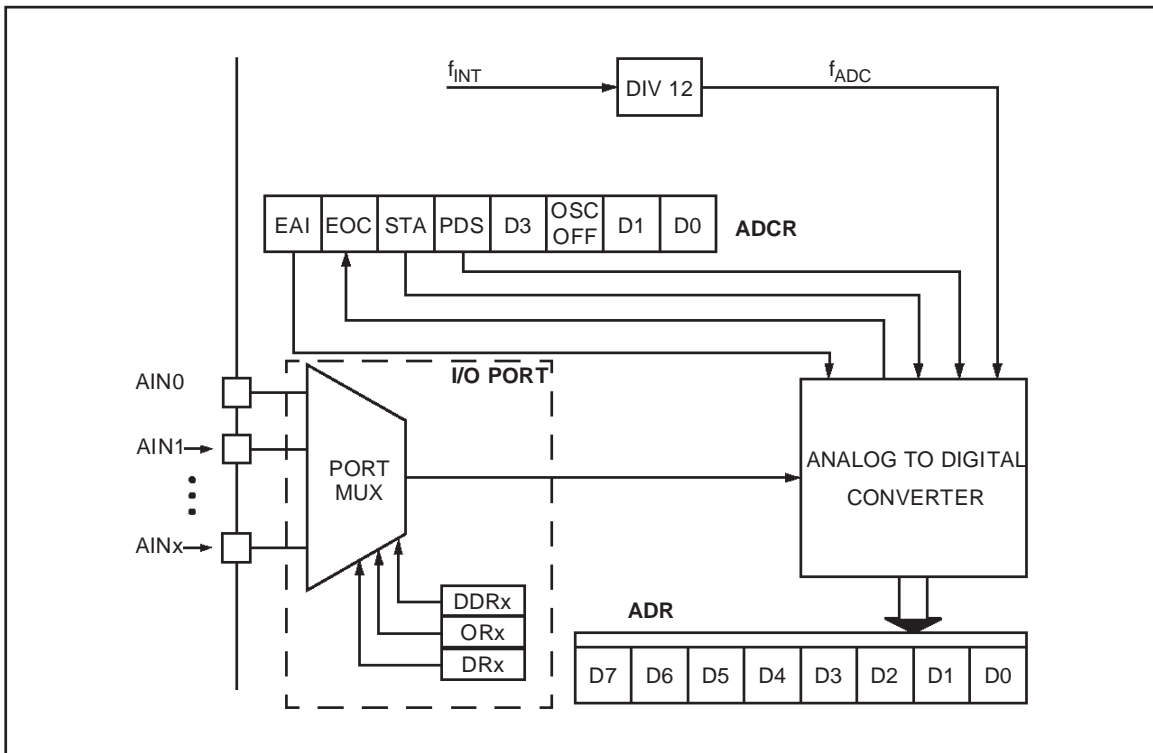 fINT
DIV 12
fADC
EAI EOC STA PDS D3 OSC OFF D1 D0
ADCR
I/O PORT
AIN0
AIN1
AINx
PORT
MUX
ANALOG TO DIGITAL
CONVERTER
DDRx
ORx
DRx
ADR
D7 D6 D5 D4 D3 D2 D1 D0